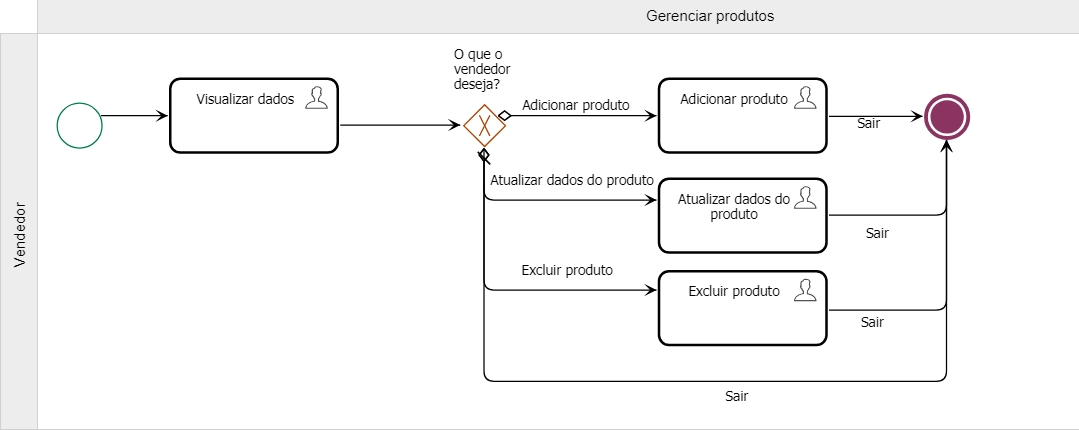 Gerenciar produtos
Vendedor
O que o
vendedor
deseja?
Visualizar dados
Adicionar produto
Adicionar produto
Sair
Atualizar dados do produto
Atualizar dados do
produto
Sair
Excluir produto
Excluir produto
Sair
Sair